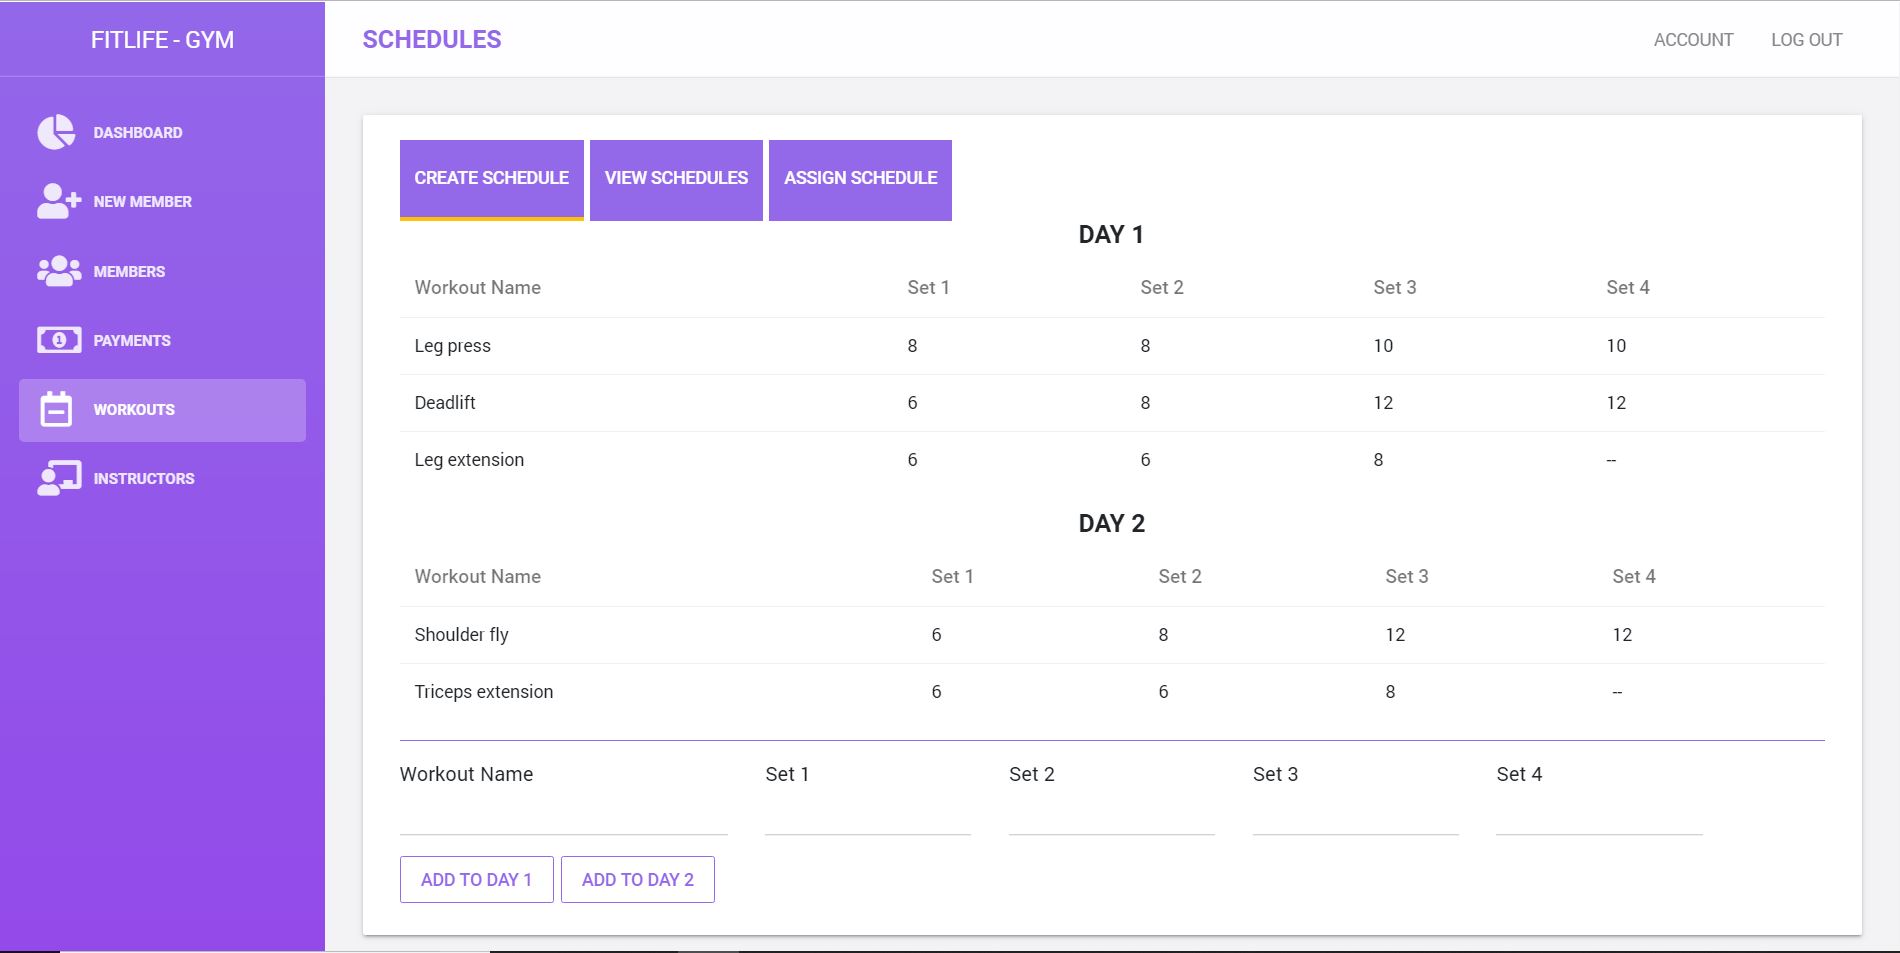 FITLIFE - GYM
SCHEDULES
ACCOUNT LOG OUT
DASHBOARD
NEW MEMBER
MEMBERS
PAYMENTS
WORKOUTS
INSTRUCTORS
CREATE SCHEDULE VIEW SCHEDULES ASSIGN SCHEDULE
DAY 1
Workout Name Set 1 Set 2 Set 3 Set 4
Leg press 8 8 10 10
Deadlift 6 8 12 12
Leg extension 6 6 8 --
DAY 2
Workout Name Set 1 Set 2 Set 3 Set 4
Shoulder fly 6 8 12 12
Triceps extension 6 6 8 --
Workout Name Set 1 Set 2 Set 3 Set 4
ADD TO DAY 1 ADD TO DAY 2